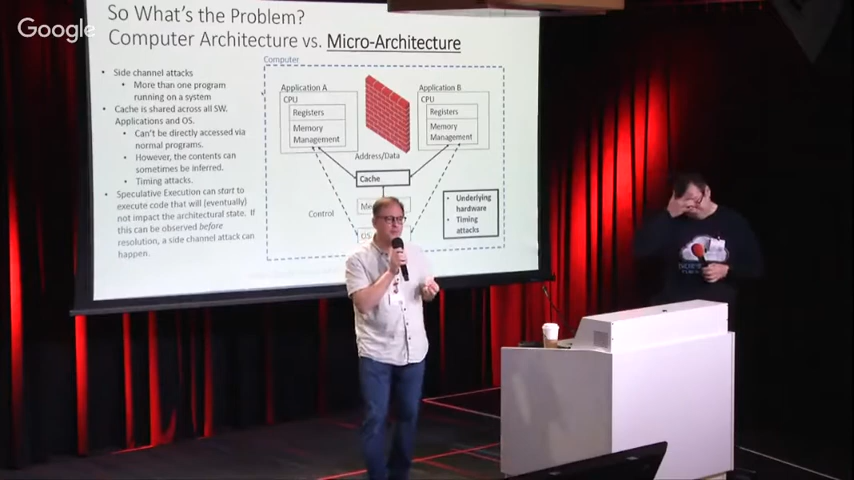 Google
So What's the Problem?
Computer Architecture vs. Micro-Architecture
• Side channel attacks
• More than one program
running on a system
• Cache is shared across all SW.
Applications and OS.
• Can't be directly accessed via
normal programs.
• However, the contents can
sometimes be inferred.
• Timing attacks.
• Speculative Execution can start to
execute code that will (eventually)
not impact the architectural state. If
this can be observed before
resolution, a side channel attack can
happen.
Computer
Application A
CPU
Registers
Memory
Management
Application B
CPU
Registers
Memory
Management
Address/Data
Cache
Control
OS
• Underlying
hardware
• Timing
attacks